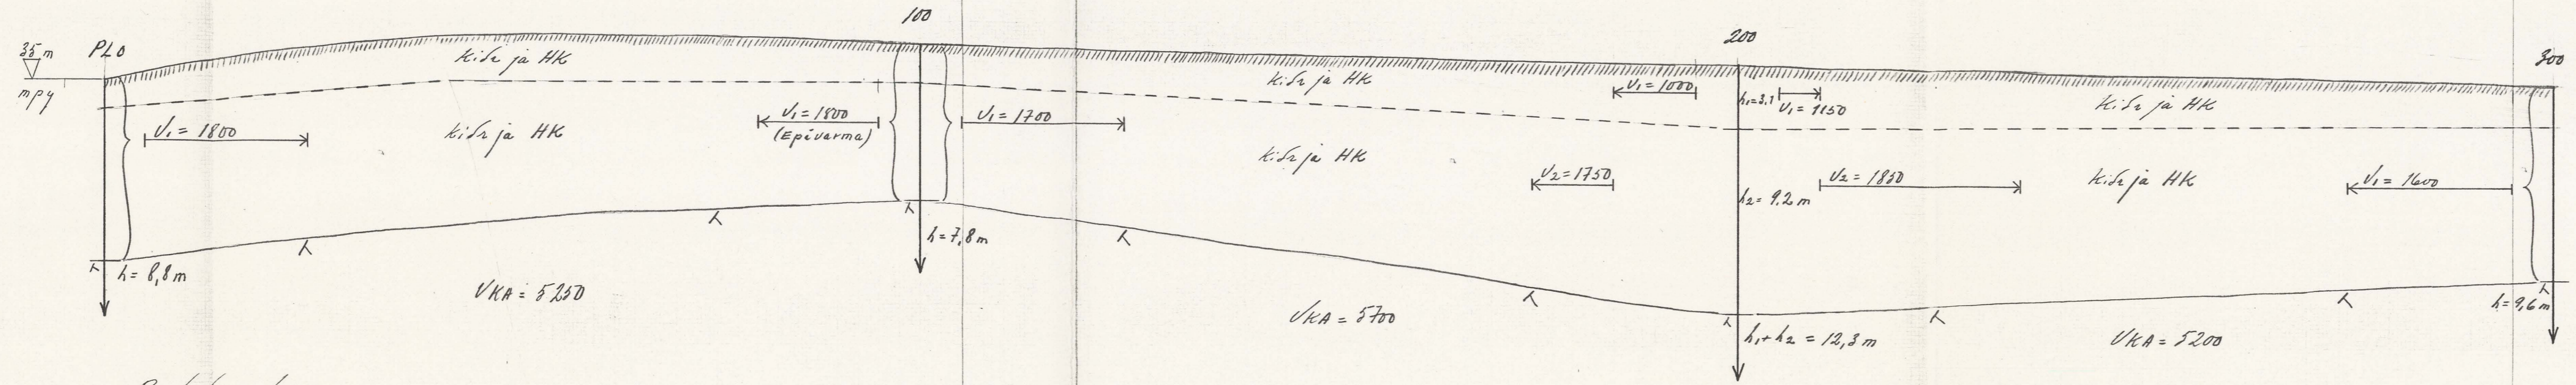 100
200
300
35 m
PL 0
mpy
KiSr ja HK
KiSr ja HK
KiSr ja HK
V1 = 1000
h1=3.1
V1 = 1150
V1 = 1800
KiSr ja HK
V1 = 1800
(Epävarma)
V1 = 1700
KiSr ja HK
V2 = 1750
h2= 9.2 m
V2 = 1850
KiSr ja HK
V1 = 1600
h= 8,8 m
h= 7,8 m
VKA = 5250
VKA = 5700
h1+h2 = 12,3 m
VKA = 5200
h= 9,6 m